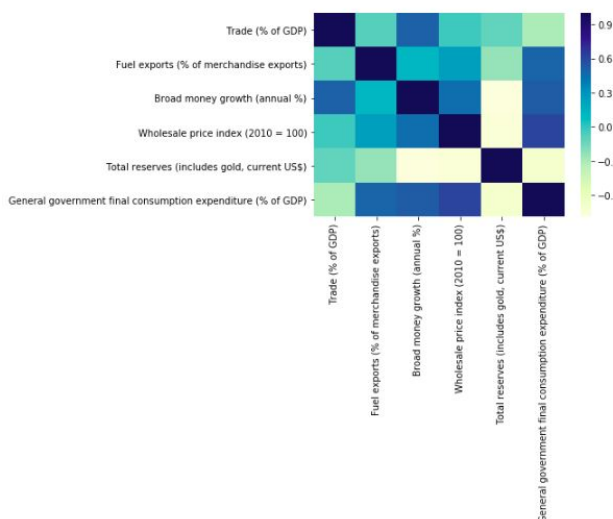 Trade (% of GDP)
Fuel exports (% of merchandise exports)
Broad money growth (annual %)
Wholesale price index (2010 = 100)
Total reserves (includes gold, current US$)
General government final consumption expenditure (% of GDP)
0.9
0.6
0.3
0.0
Trade (% of GDP)
Fuel exports (% of merchandise exports)
Broad money growth (annual %)
Wholesale price index (2010 = 100)
Total reserves (includes gold, current US$)
General government final consumption expenditure (% of GDP)